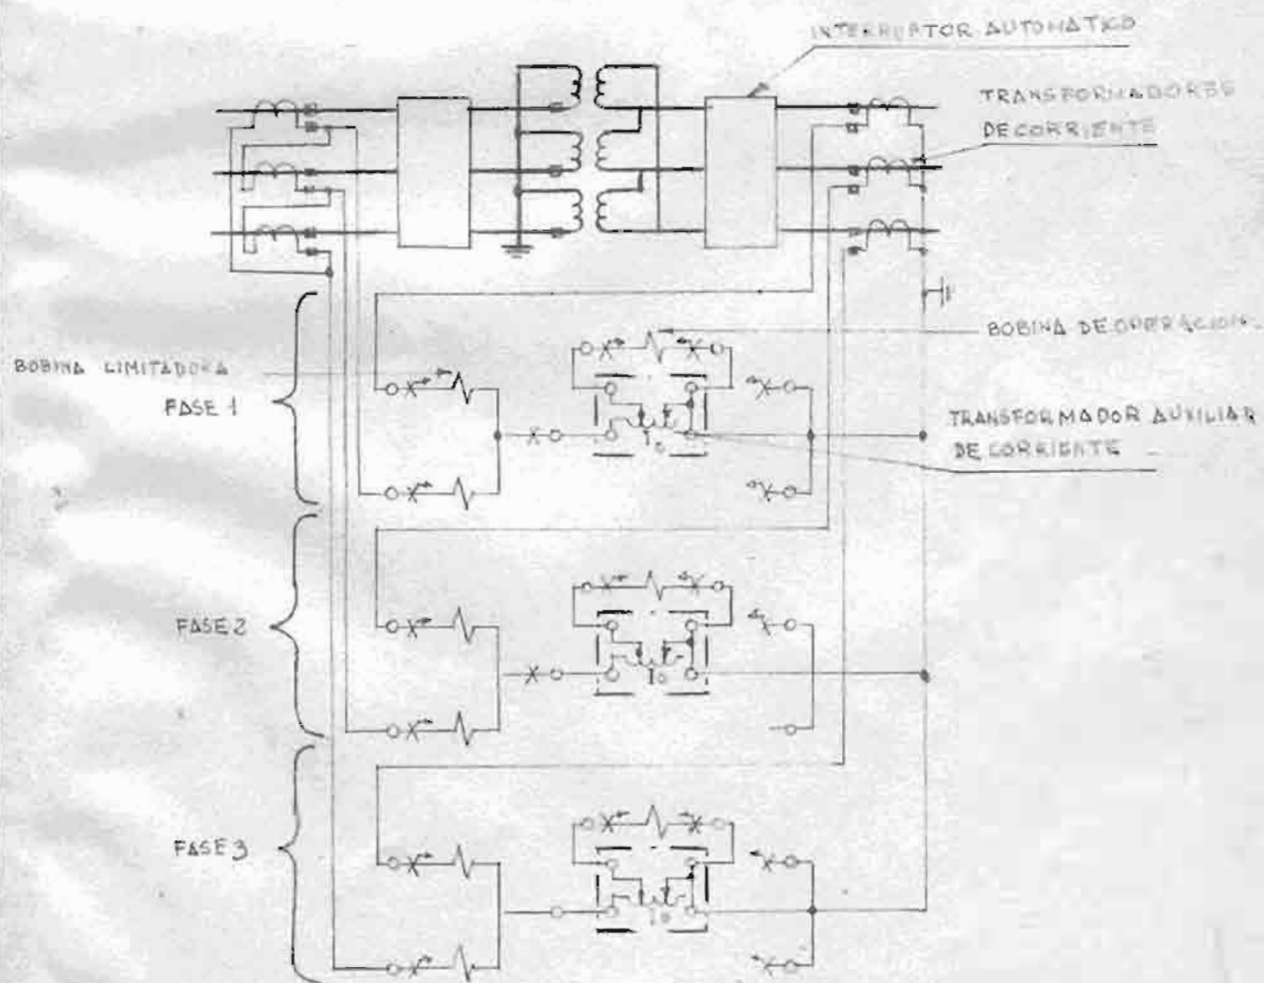 INTERRUPTOR AUTOMATICO
TRANSFORMADORES
DE CORRIENTE
BOBINA DE OPERACION
BOBINA LIMITADORA
FASE 1
TRANSFORMADOR AUXILIAR
DE CORRIENTE
FASE 2
FASE 3